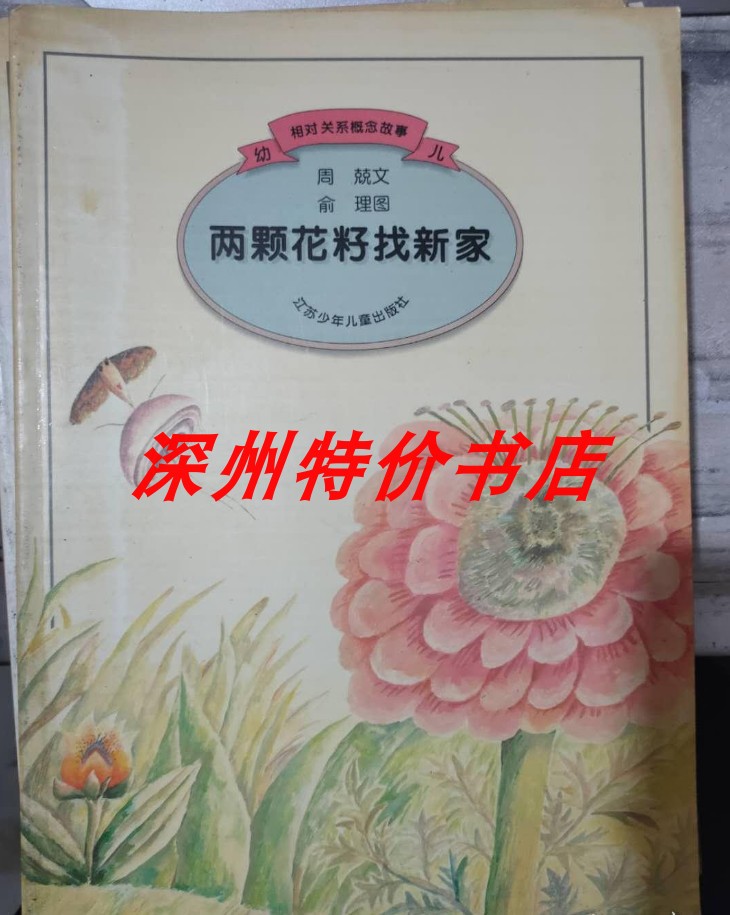 幼儿相对关系概念故事
周 兢文
俞 理图
两颗花籽找新家
江苏少年儿童出版社
深州特价书店